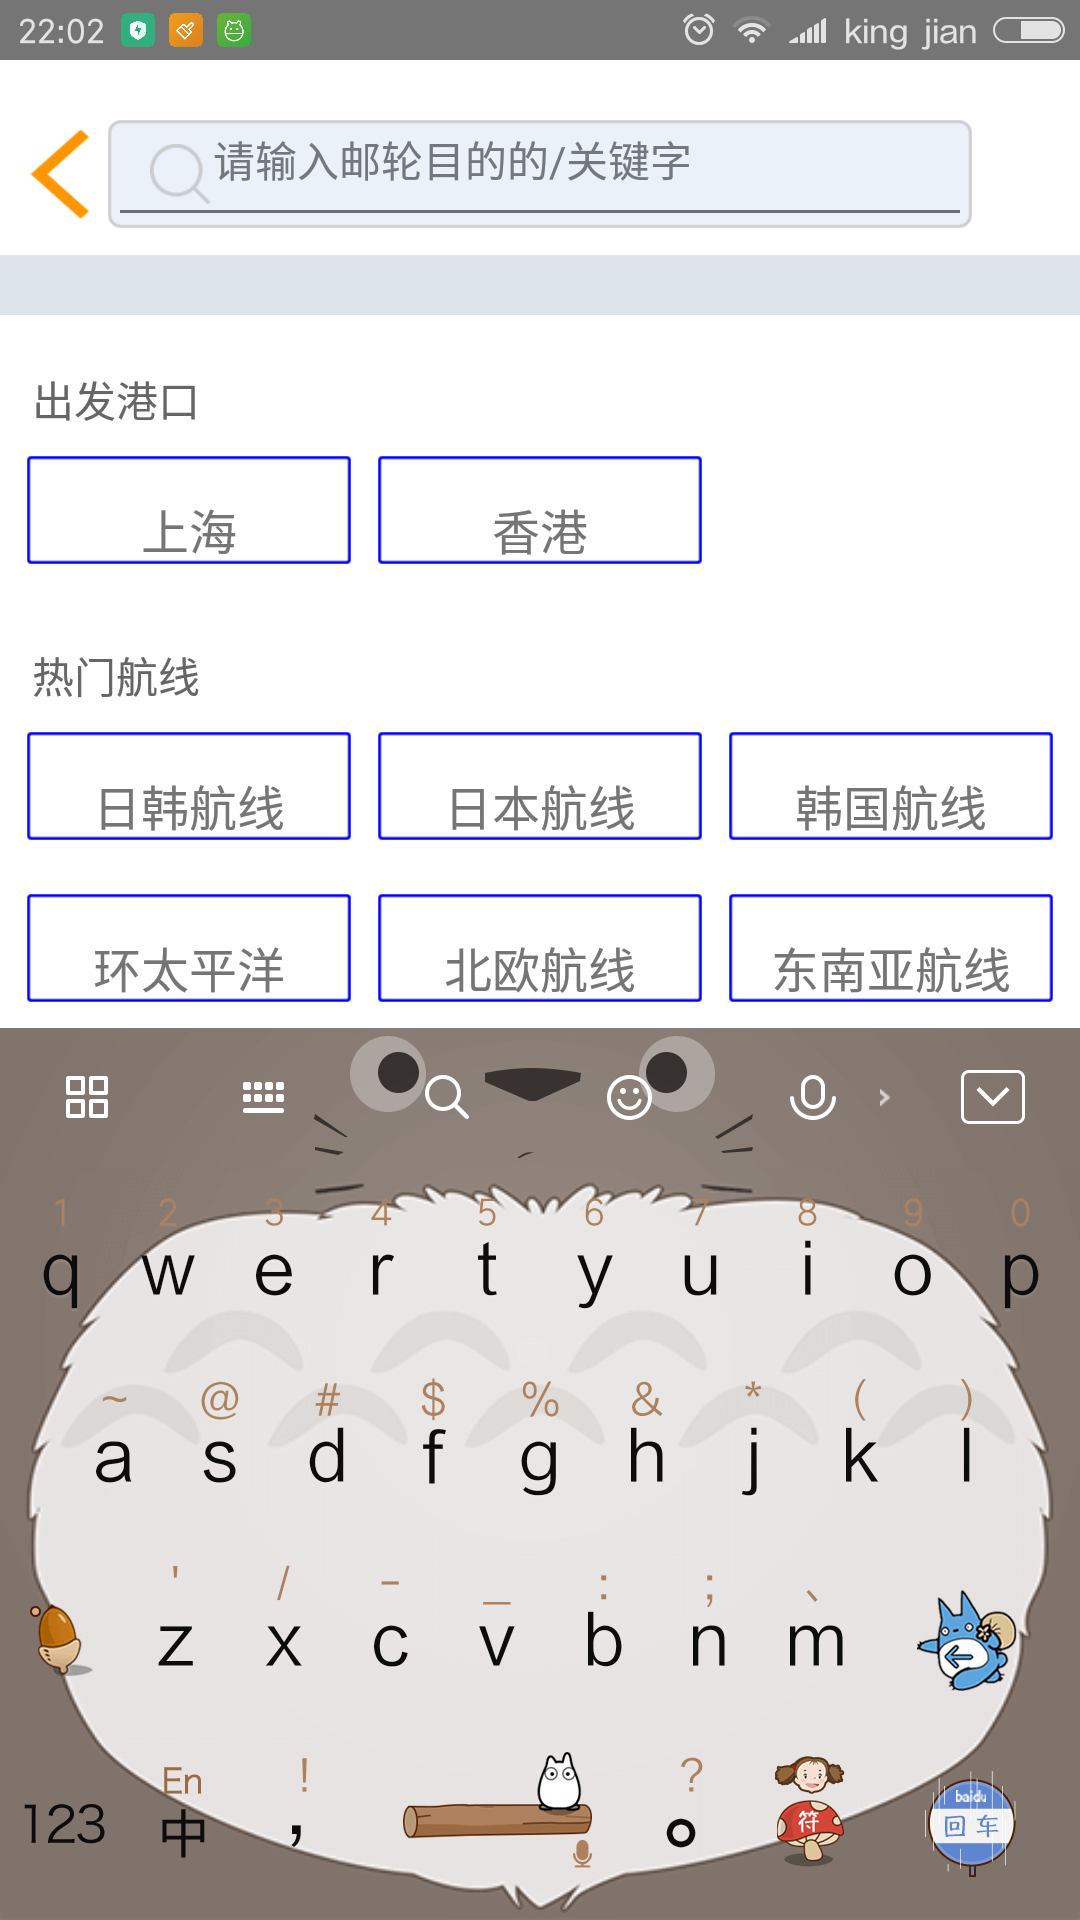 22:02 king jian
请输入邮轮目的的/关键字
出发港口
上海 香港
热门航线
日韩航线 日本航线 韩国航线
环太平洋 北欧航线 东南亚航线
1 2 3 4 5 6 7 8 9 0
q w e r t y u i o p
~ @ # $ % & * ( )
a s d f g h j k l
' / - _ : ; 、
z x c v b n m
En ! ?
123 中 , 。 符 baidu 回车